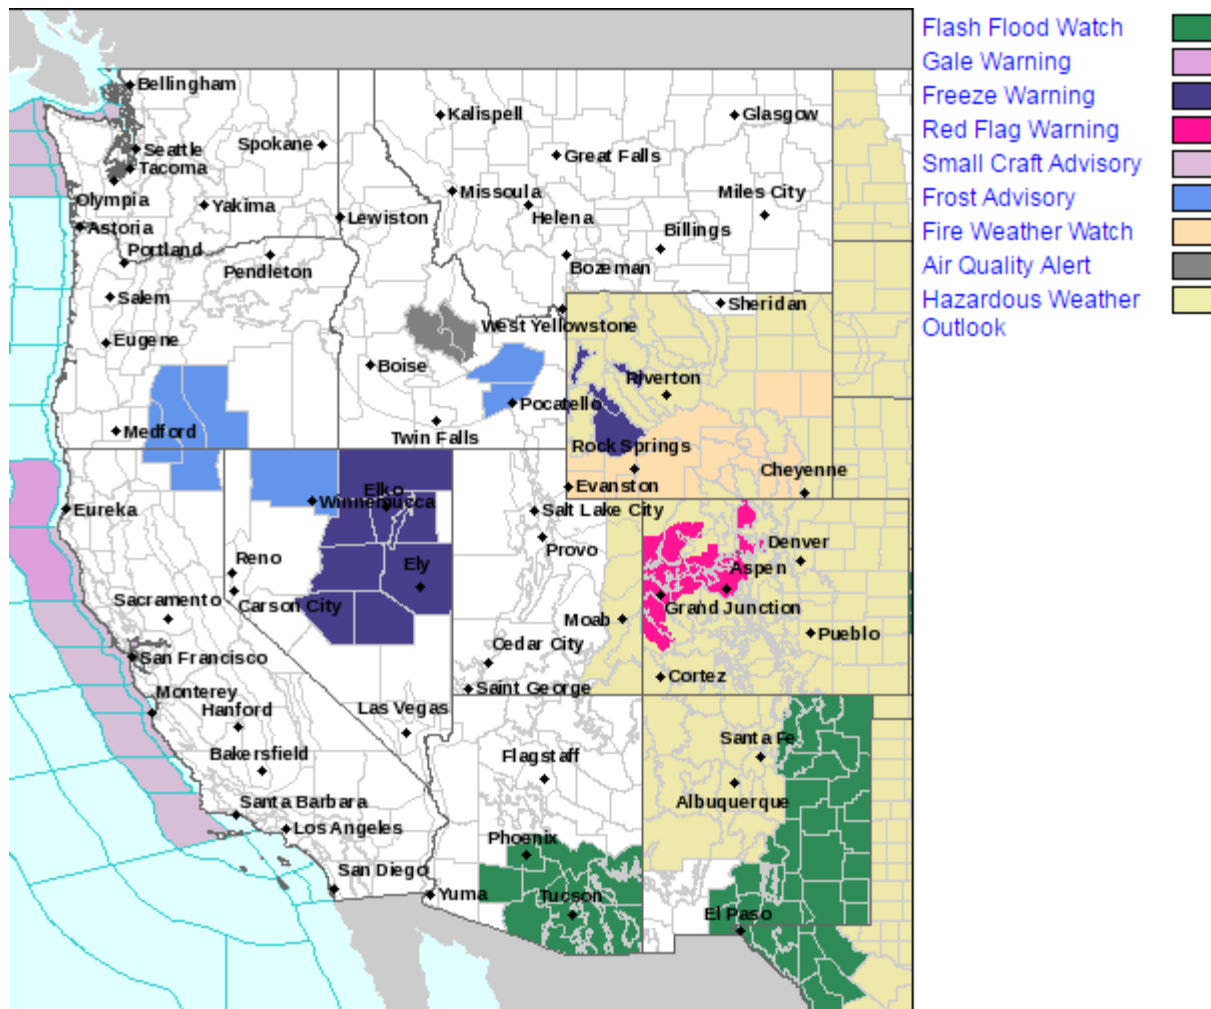 Flash Flood Watch
Gale Warning
Freeze Warning
Red Flag Warning
Small Craft Advisory
Frost Advisory
Fire Weather Watch
Air Quality Alert
Hazardous Weather
Outlook
Bellingham
Kalispell
Glasgow
Seattle
Spokane
Great Falls
Tacoma
Olympia
Yakima
Missoula
Miles City
Lewiston
Helena
Astoria
Billings
Portland
Pendleton
Bozeman
Salem
Sheridan
West Yellowstone
Eugene
Boise
Riverton
Pocatello
Medford
Twin Falls
Rock Springs
Cheyenne
Elko
Evanston
Winnemucca
Eureka
Salt Lake City
Provo
Denver
Reno
Ely
Aspen
Sacramento
Carson City
Grand Junction
Moab
Pueblo
Cedar City
San Francisco
Cortez
Saint George
Monterey
Hanford
Las Vegas
Santa Fe
Bakersfield
Flagstaff
Albuquerque
Santa Barbara
Los Angeles
Phoenix
San Diego
Yuma
Tucson
El Paso